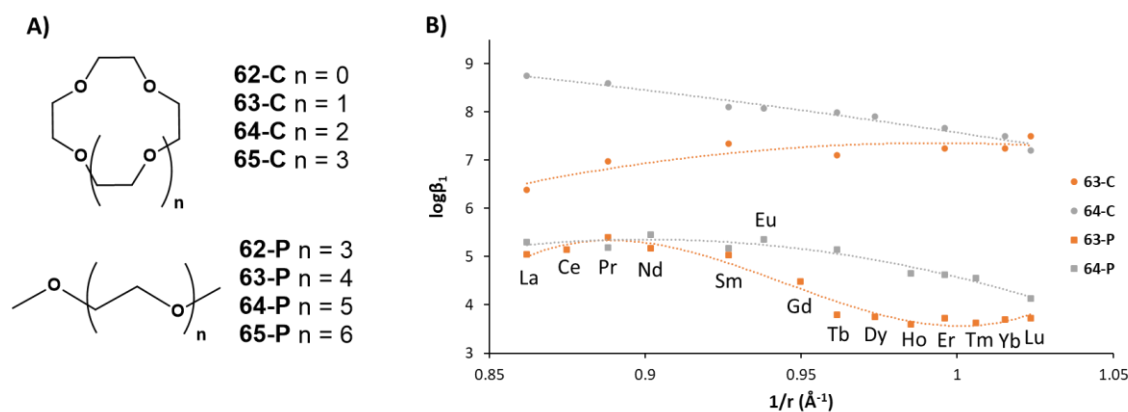 A)
O
O
O
O
n
62-C n = 0
63-C n = 1
64-C n = 2
65-C n = 3
O
O
n
62-P n = 3
63-P n = 4
64-P n = 5
65-P n = 6
B)
9
8
7
6
5
4
3
2
logβ1
La
Ce
Pr
Nd
Sm
Eu
Gd
Tb
Dy
Ho
Er
Tm
Yb
Lu
0.85
0.9
0.95
1
1.05
1/r (Å⁻¹)
63-C
64-C
63-P
64-P